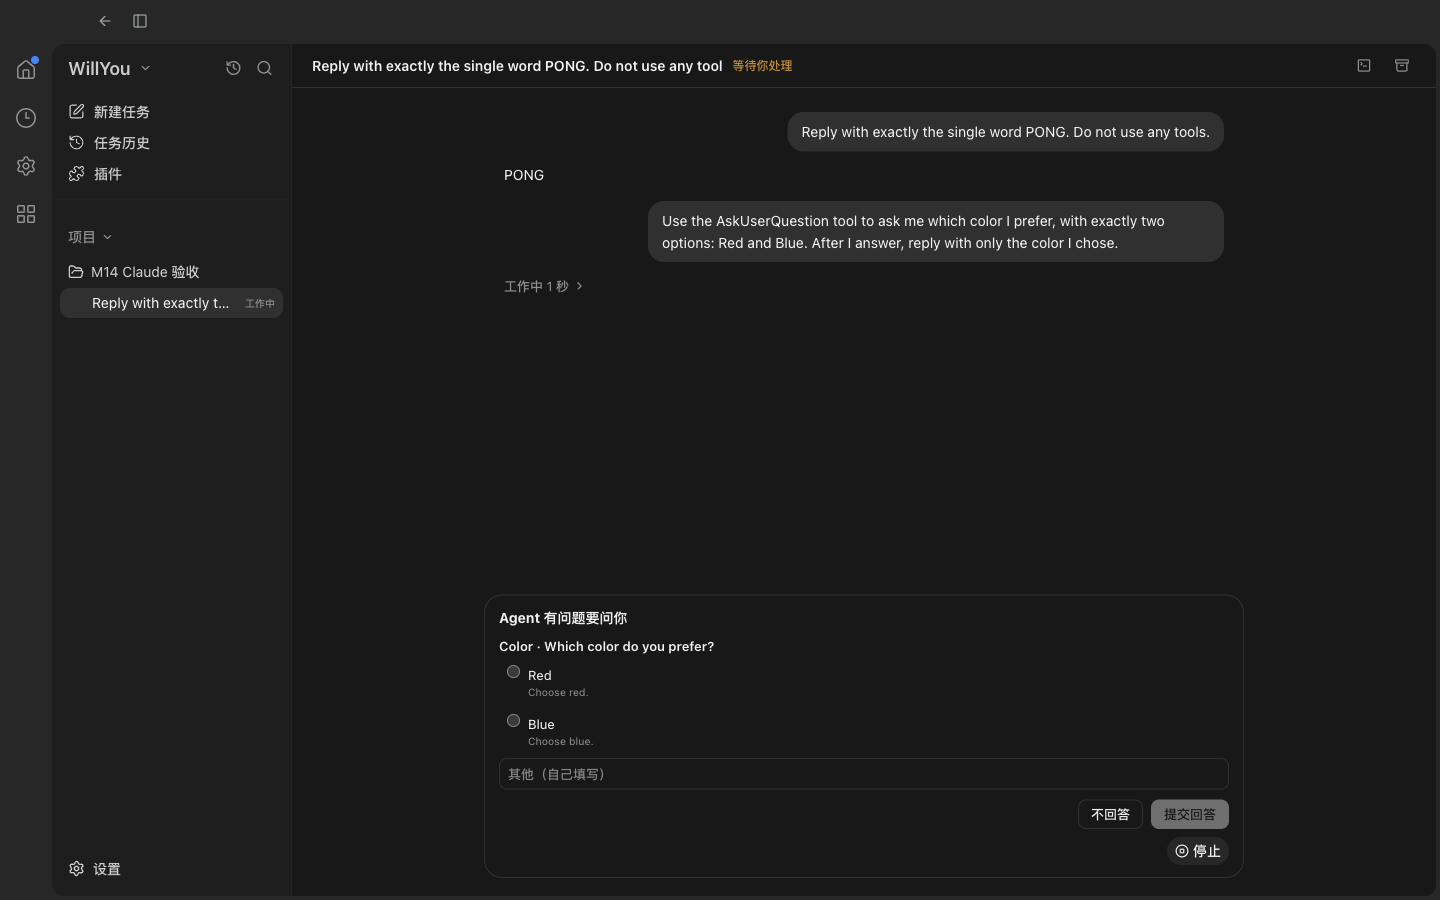 WillYou
新建任务
任务历史
插件
项目
M14 Claude 验收
Reply with exactly t...
工作中
设置
Reply with exactly the single word PONG. Do not use any tool
等待你处理
Reply with exactly the single word PONG. Do not use any tools.
PONG
Use the AskUserQuestion tool to ask me which color I prefer, with exactly two
options: Red and Blue. After I answer, reply with only the color I chose.
工作中 1 秒
Agent 有问题要问你
Color · Which color do you prefer?
Red
Choose red.
Blue
Choose blue.
其他（自己填写）
不回答
提交回答
停止